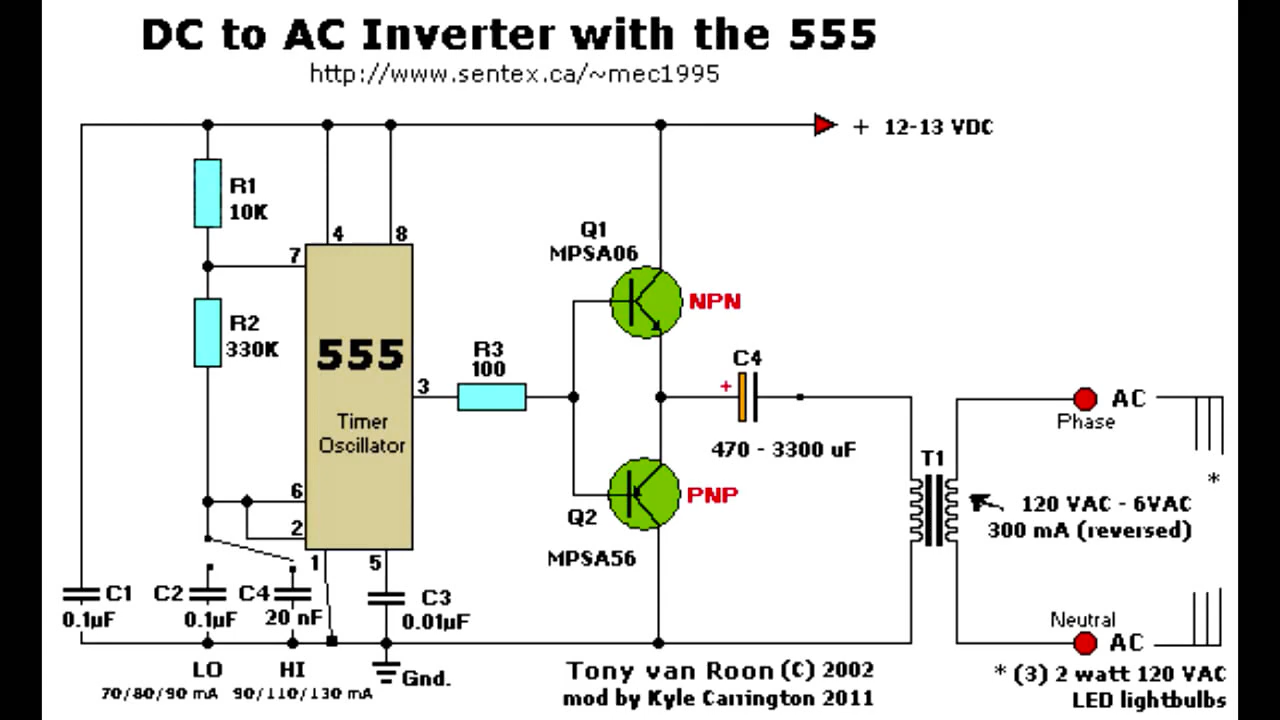 DC to AC Inverter with the 555
http://www.sentex.ca/~mec1995
+ 12-13 VDC
R1
10K
4
8
7
Q1
MPSA06
NPN
R2
330K
555
R3
100
3
C4
+
AC
Phase
Timer
Oscillator
470 - 3300 uF
T1
*
6
PNP
120 VAC - 6VAC
2
Q2
300 mA (reversed)
1
5
MPSA56
C1
0.1µF
C2
0.1µF
C4
20 nF
C3
0.01µF
Neutral
AC
LO
HI
Gnd.
70/80/90 mA
90/110/130 mA
Tony van Roon (C) 2002
mod by Kyle Carrington 2011
* (3) 2 watt 120 VAC
LED lightbulbs